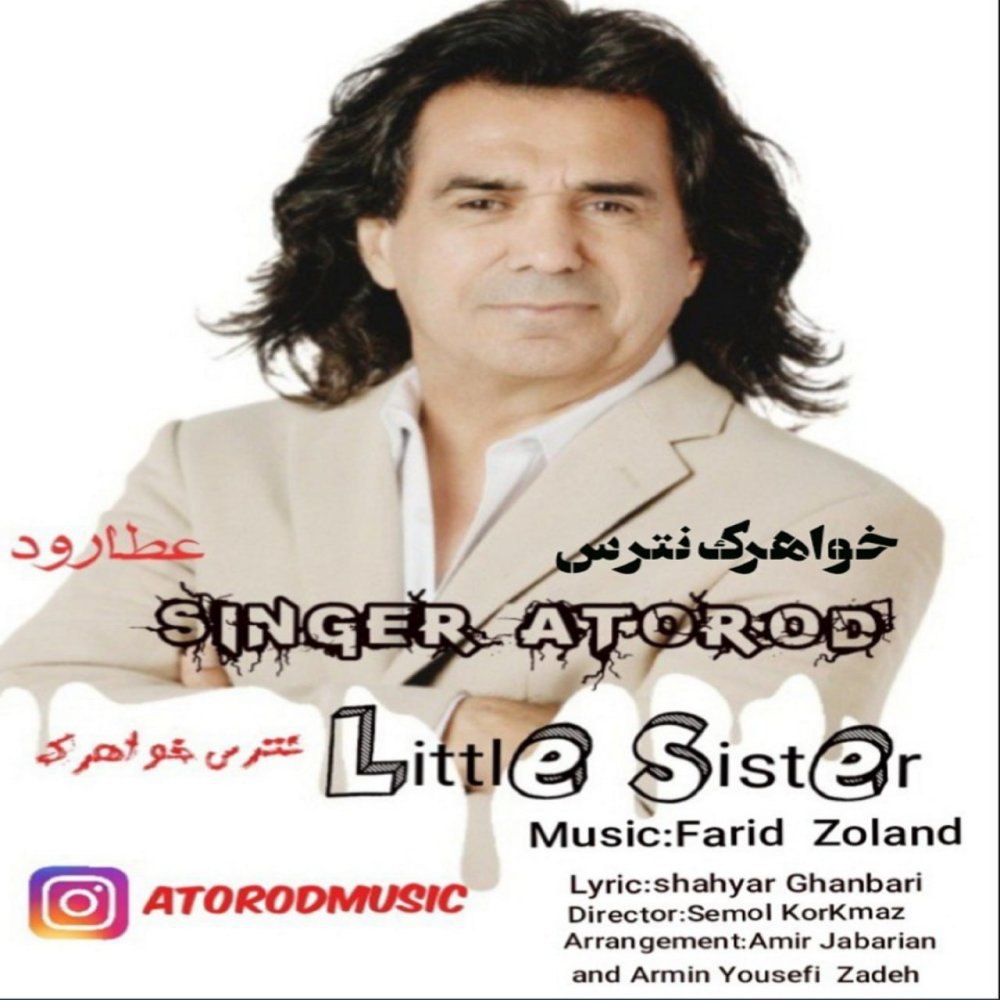 عطارود
خواهرک نترس
SINGER ATOROD
نترس خواهرک
Little Sister
Music:Farid Zoland
ATORODMUSIC
Lyric:shahyar Ghanbari
Director:Semol KorKmaz
Arrangement:Amir Jabarian
and Armin Yousefi Zadeh